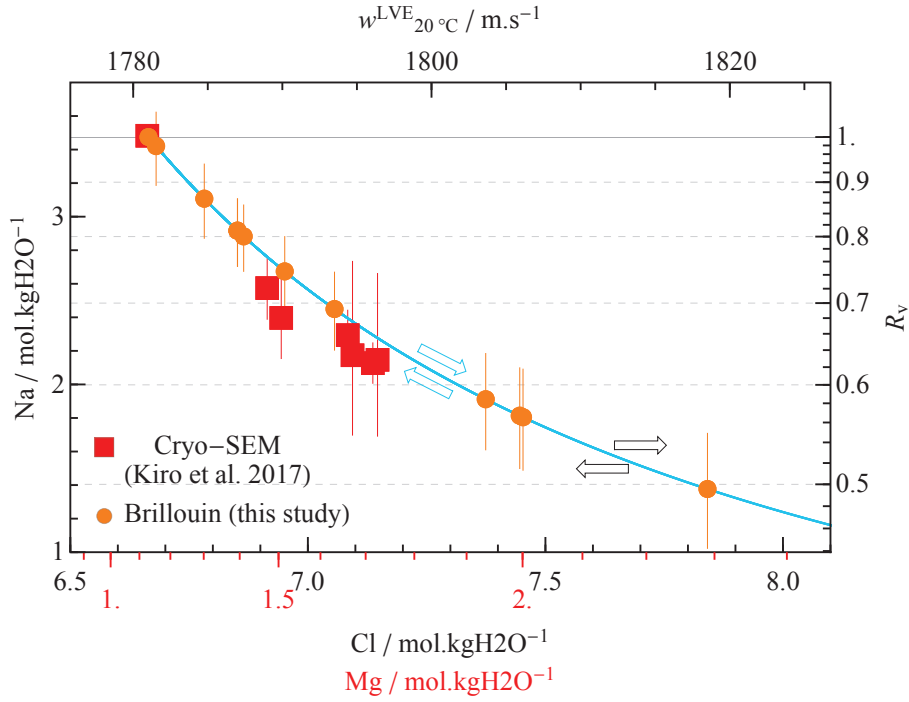 w^LVE_20 °C / m.s−1
1780 1800 1820
Na / mol.kgH2O−1
3
2
1
1.
0.9
0.8
0.7
0.6
0.5
R_v
Cryo−SEM
(Kiro et al. 2017)
Brillouin (this study)
6.5 7.0 7.5 8.0
1. 1.5 2.
Cl / mol.kgH2O−1
Mg / mol.kgH2O−1